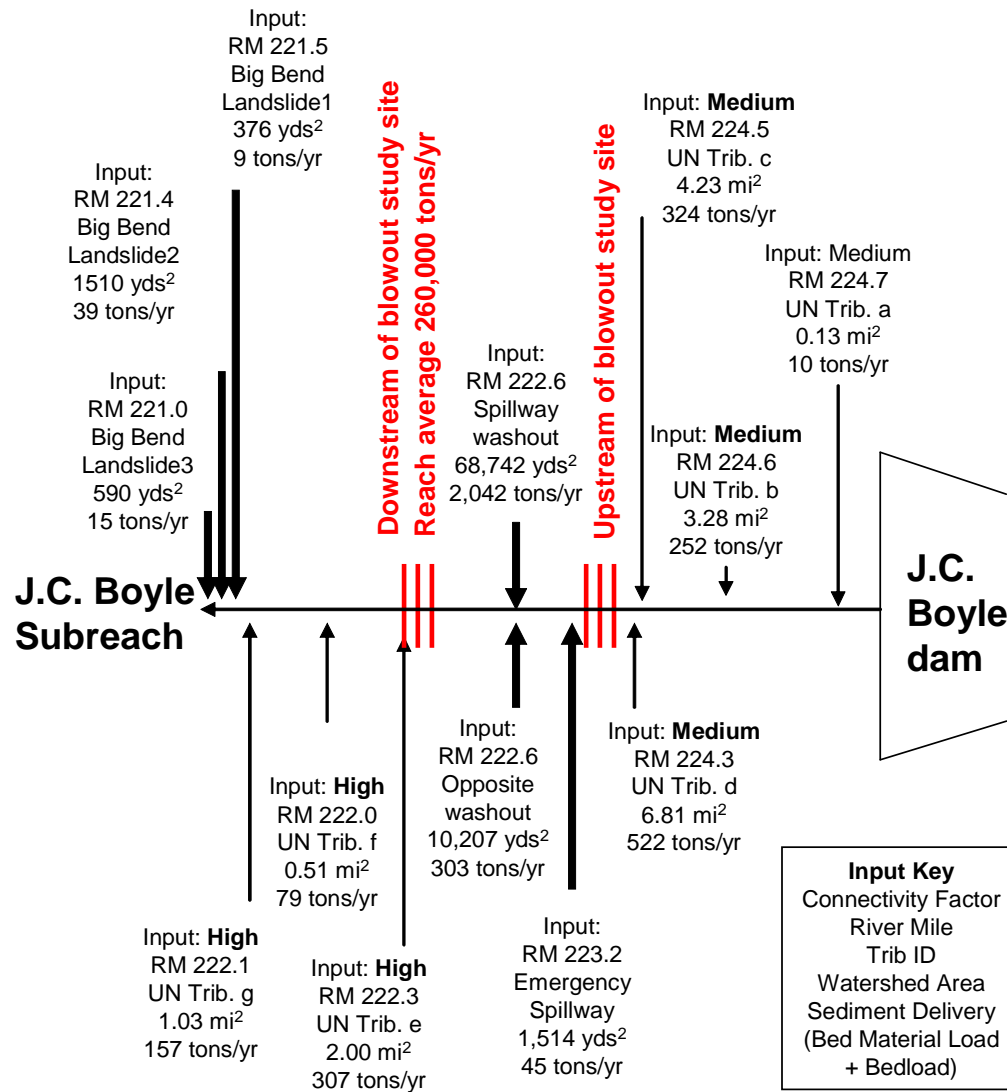 Input:
RM 221.5
Big Bend
Landslide1
376 yds²
9 tons/yr
Input:
RM 221.4
Big Bend
Landslide2
1510 yds²
39 tons/yr
Input:
RM 221.0
Big Bend
Landslide3
590 yds²
15 tons/yr
Downstream of blowout study site
Reach average 260,000 tons/yr
Input:
RM 222.6
Spillway
washout
68,742 yds²
2,042 tons/yr
Upstream of blowout study site
Input: Medium
RM 224.5
UN Trib. c
4.23 mi²
324 tons/yr
Input: Medium
RM 224.7
UN Trib. a
0.13 mi²
10 tons/yr
Input: Medium
RM 224.6
UN Trib. b
3.28 mi²
252 tons/yr
J.C. Boyle
Subreach
J.C.
Boyle
dam
Input: High
RM 222.1
UN Trib. g
1.03 mi²
157 tons/yr
Input: High
RM 222.0
UN Trib. f
0.51 mi²
79 tons/yr
Input: High
RM 222.3
UN Trib. e
2.00 mi²
307 tons/yr
Input:
RM 222.6
Opposite
washout
10,207 yds²
303 tons/yr
Input:
RM 223.2
Emergency
Spillway
1,514 yds²
45 tons/yr
Input: Medium
RM 224.3
UN Trib. d
6.81 mi²
522 tons/yr
Input Key
Connectivity Factor
River Mile
Trib ID
Watershed Area
Sediment Delivery
(Bed Material Load
+ Bedload)